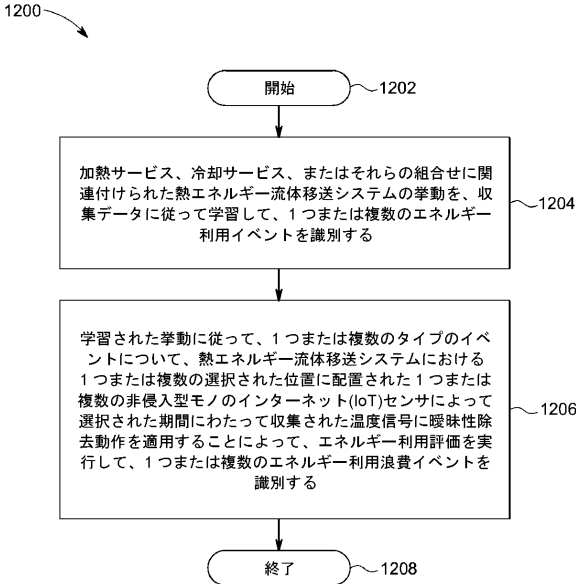 1200
開始
1202
加熱サービス、冷却サービス、またはそれらの組合せに関
連付けられた熱エネルギー流体移送システムの挙動を、収
集データに従って学習して、1つまたは複数のエネルギー
利用イベントを識別する
1204
学習された挙動に従って、1つまたは複数のタイプのイベ
ントについて、熱エネルギー流体移送システムにおける
1つまたは複数の選択された位置に配置された1つまたは
複数の非侵入型モノのインターネット(IoT)センサによって
選択された期間にわたって収集された温度信号に曖昧性除
去動作を適用することによって、エネルギー利用評価を実
行して、1つまたは複数のエネルギー利用浪費イベントを
識別する
1206
終了
1208